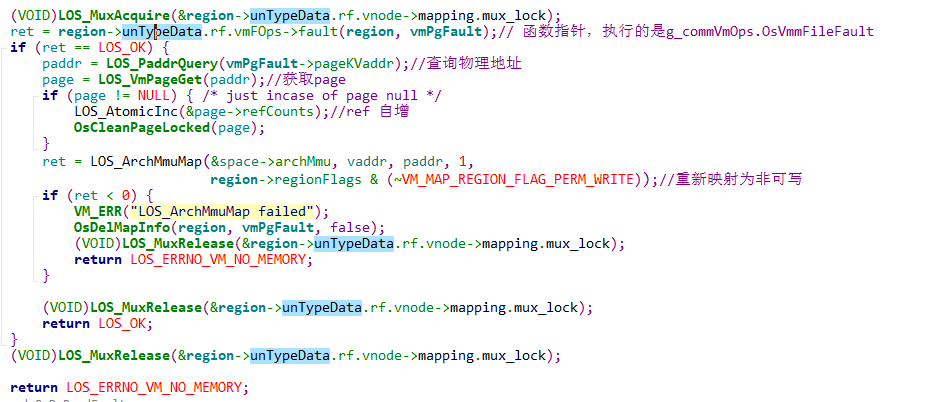 (VOID)LOS_MuxAcquire(&region->unTypeData.rf.vnode->mapping.mux_lock);
ret = region->unTypeData.rf.vmFOps->fault(region, vmPgFault);// 函数指针，执行的是g_commVmOps.OsVmmFileFault
if (ret == LOS_OK) {
    paddr = LOS_PaddrQuery(vmPgFault->pageKVaddr);//查询物理地址
    page = LOS_VmPageGet(paddr);//获取page
    if (page != NULL) { /* just incase of page null */
        LOS_AtomicInc(&page->refCounts);//ref 自增
        OsCleanPageLocked(page);
    }
    ret = LOS_ArchMmuMap(&space->archMmu, vaddr, paddr, 1,
                         region->regionFlags & (~VM_MAP_REGION_FLAG_PERM_WRITE));//重新映射为非可写
    if (ret < 0) {
        VM_ERR("LOS_ArchMmuMap failed");
        OsDelMapInfo(region, vmPgFault, false);
        (VOID)LOS_MuxRelease(&region->unTypeData.rf.vnode->mapping.mux_lock);
        return LOS_ERRNO_VM_NO_MEMORY;
    }

    (VOID)LOS_MuxRelease(&region->unTypeData.rf.vnode->mapping.mux_lock);
    return LOS_OK;
}
(VOID)LOS_MuxRelease(&region->unTypeData.rf.vnode->mapping.mux_lock);

return LOS_ERRNO_VM_NO_MEMORY;